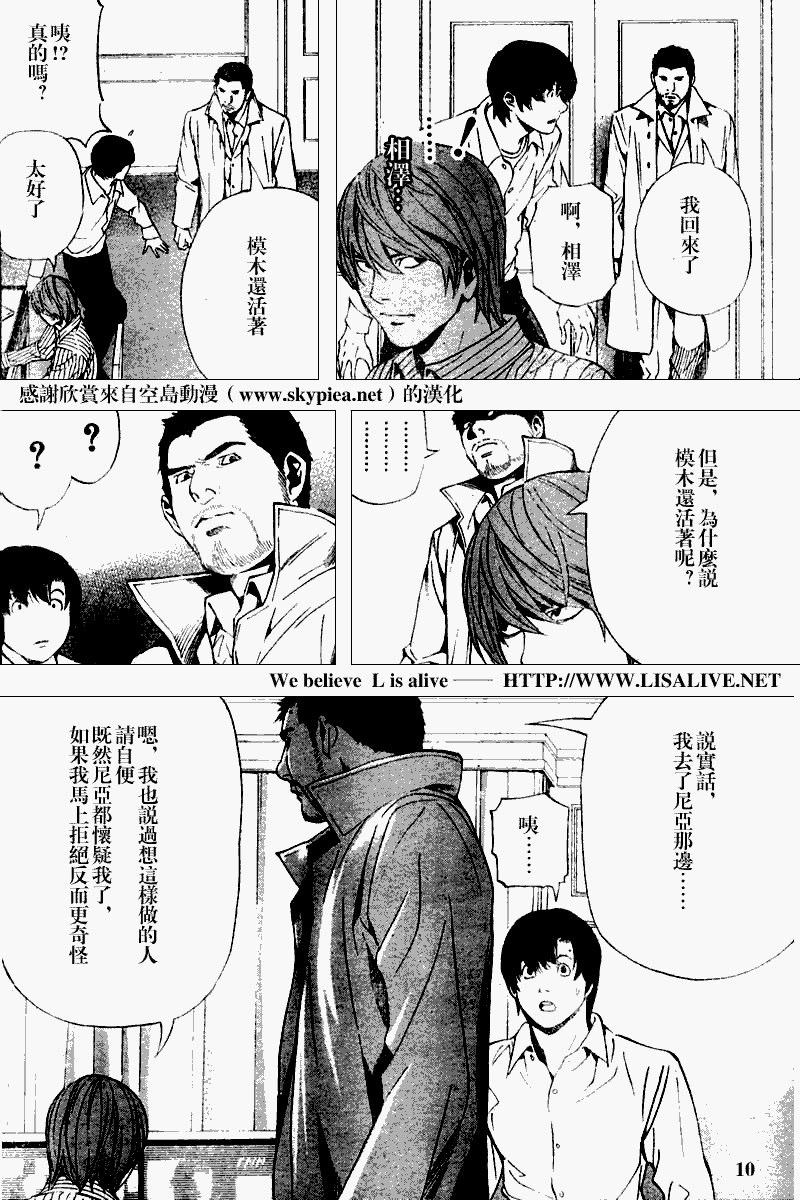 我回來了
啊，相澤
！
………
相澤…
模木還活著
咦!?
真的嗎？
太好了
感謝欣賞來自空島動漫（www.skypiea.net）的漢化
但是，為什麼說
模木還活著呢？
………
………
？
？
We believe L is alive —— HTTP://WWW.LISALIVE.NET
說實話，
我去了尼亞那邊……
咦……
嗯，我也說過想這樣做的人
請自便
既然尼亞都懷疑我了，
如果我馬上拒絕反而更奇怪
10